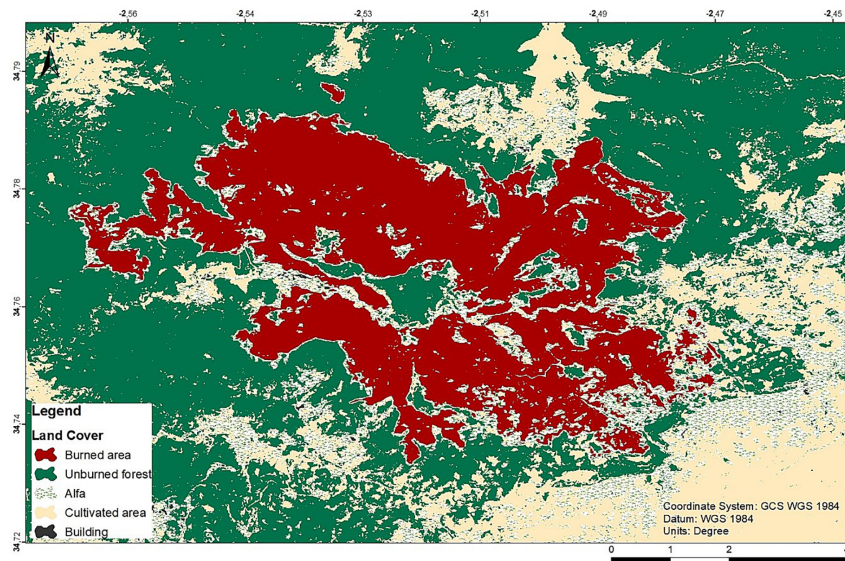 -2,56 -2,54 -2,53 -2,51 -2,49 -2,47 -2,45
N
34,79
34,78
34,76
34,74
34,72
Legend
Land Cover
Burned area
Unburned forest
Alfa
Cultivated area
Building
Coordinate System: GCS WGS 1984
Datum: WGS 1984
Units: Degree
0 1 2